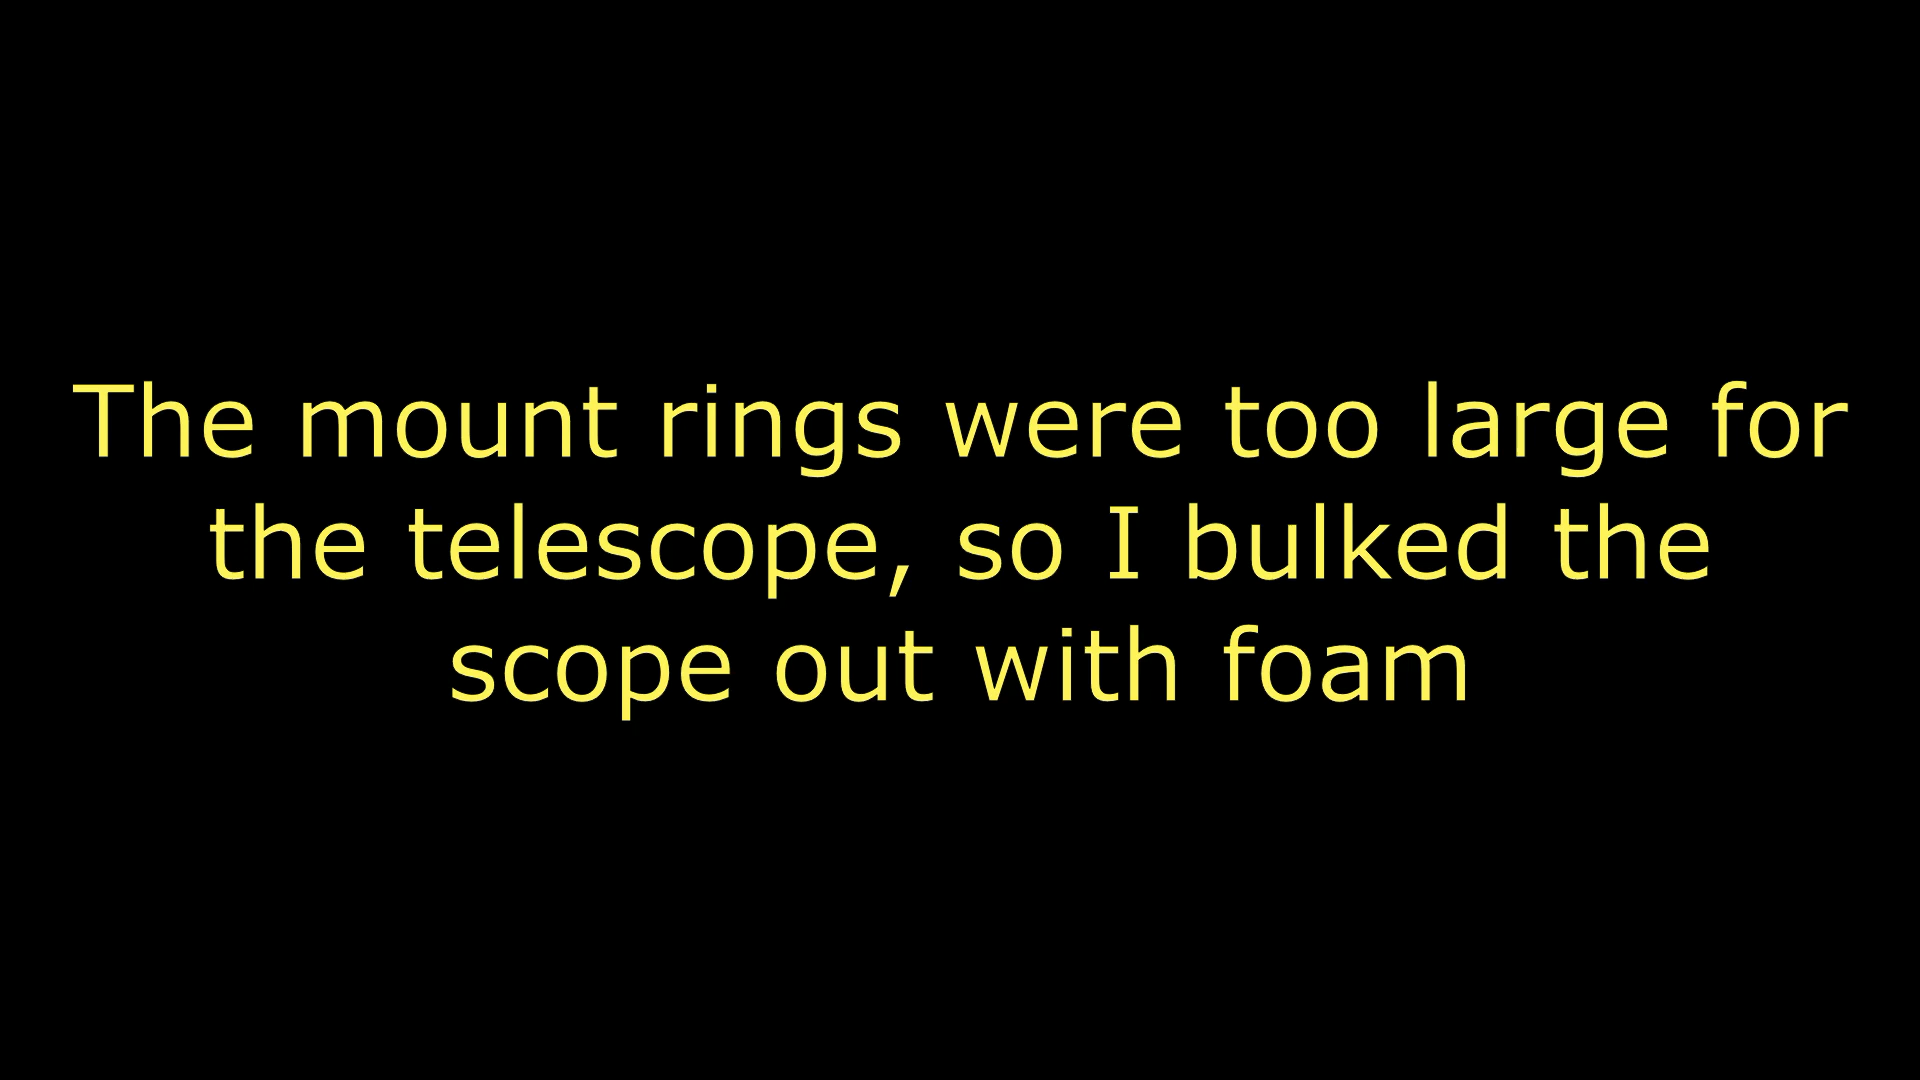 The mount rings were too large for
the telescope, so I bulked the
scope out with foam